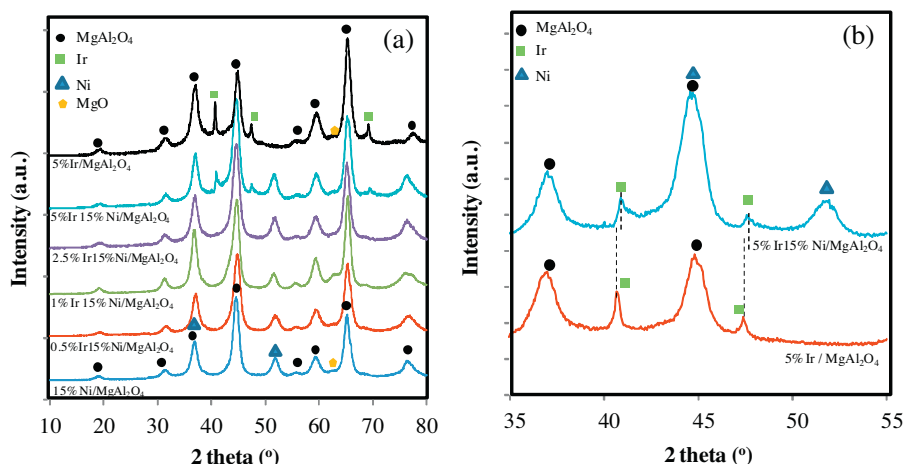 (a)
MgAl₂O₄
Ir
Ni
MgO
5%Ir/MgAl₂O₄
5%Ir 15% Ni/MgAl₂O₄
2.5% Ir15%Ni/MgAl₂O₄
1% Ir 15% Ni/MgAl₂O₄
0.5%Ir15%Ni/MgAl₂O₄
15% Ni/MgAl₂O₄
Intensity (a.u.)
10 20 30 40 50 60 70 80
2 theta (º)
(b)
MgAl₂O₄
Ir
Ni
5% Ir15% Ni/MgAl₂O₄
5% Ir / MgAl₂O₄
Intensity (a.u.)
35 40 45 50 55
2 theta (º)